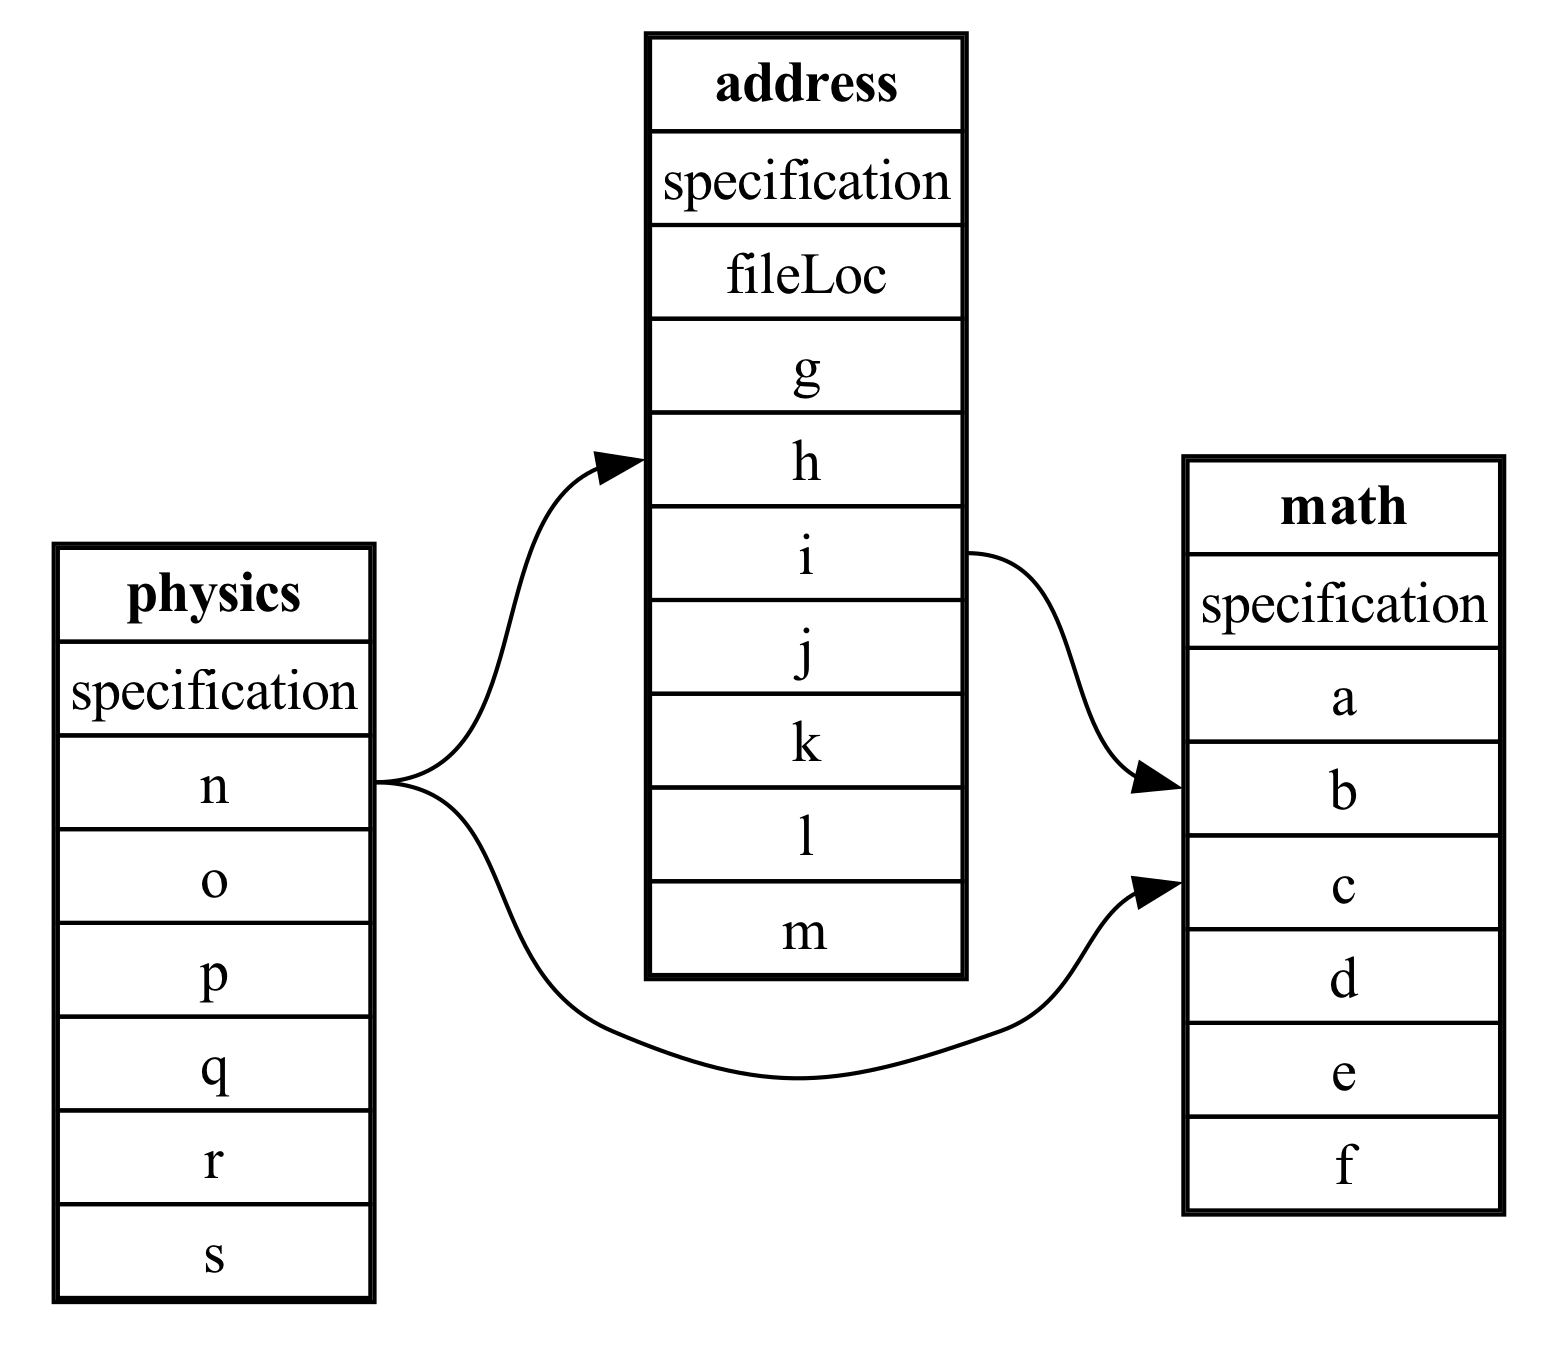 address
specification
fileLoc
g
h
i
j
k
l
m
physics
specification
n
o
p
q
r
s
math
specification
a
b
c
d
e
f